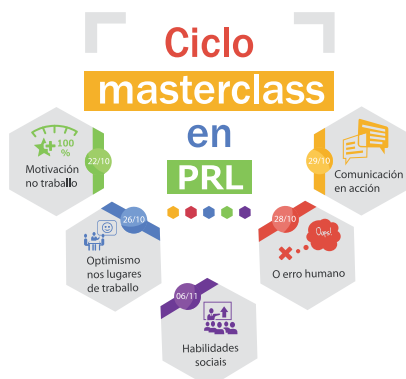 Ciclo
masterclass
en
PRL
100
%
22/10
Motivación
no traballo
26/10
Optimismo
nos lugares
de traballo
06/11
Habilidades
sociais
28/10
Oops!
O erro humano
29/10
Comunicación
en acción